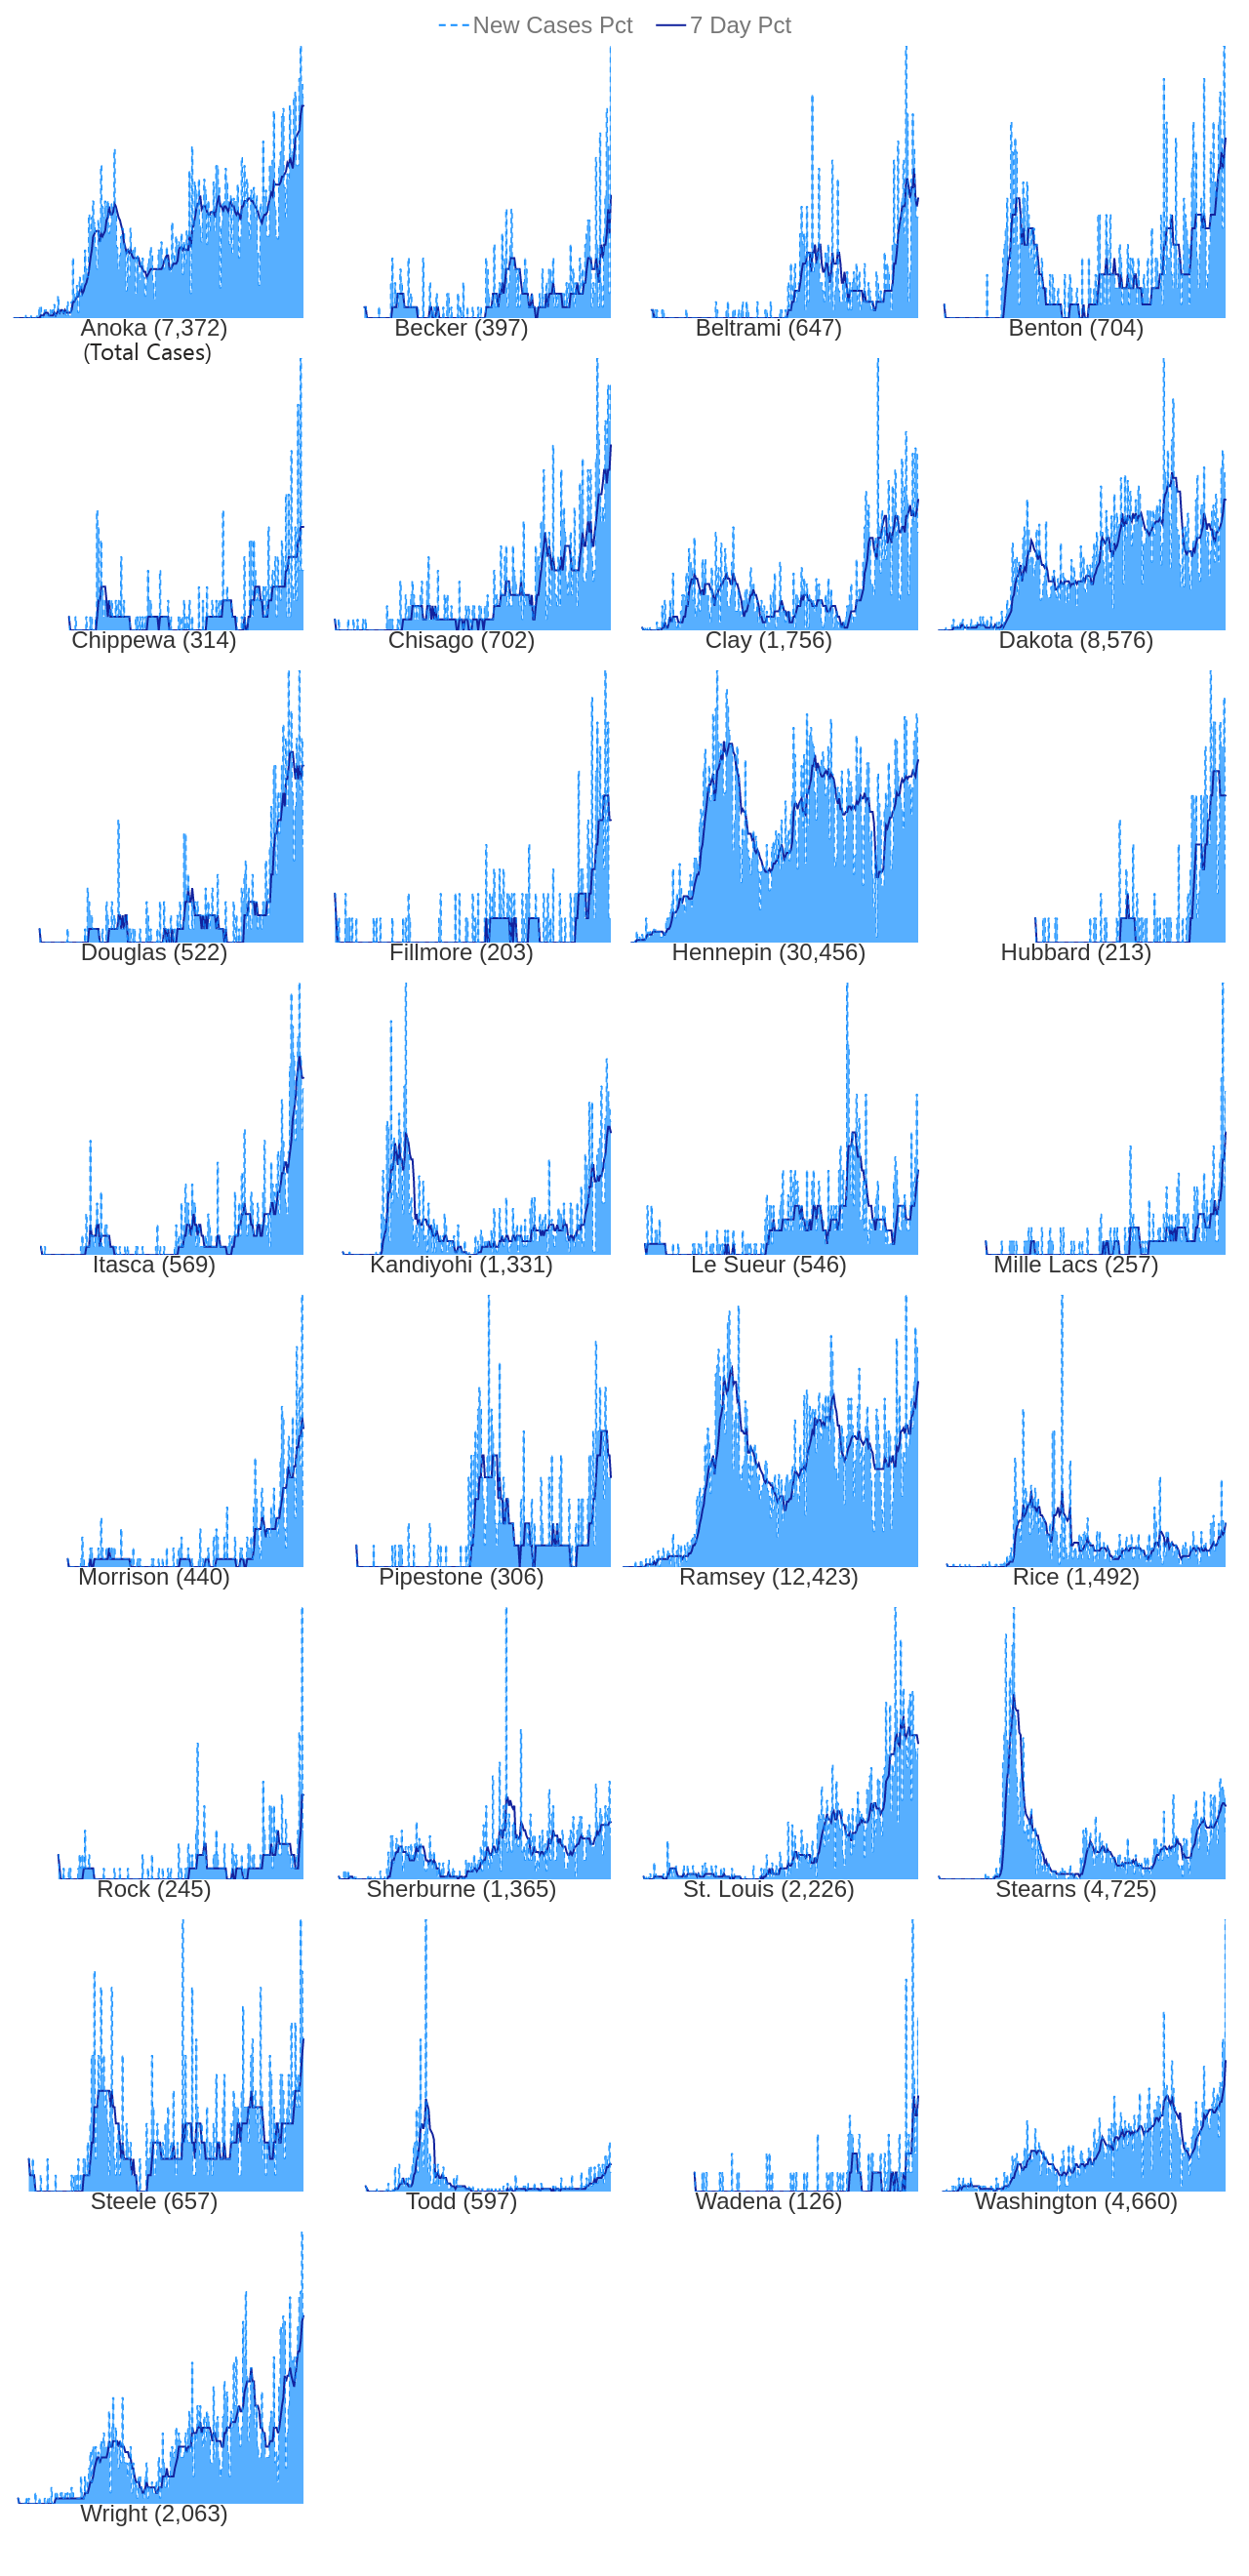 New Cases Pct 7 Day Pct
Anoka (7,372) Becker (397) Beltrami (647) Benton (704)
(Total Cases)
Chippewa (314) Chisago (702) Clay (1,756) Dakota (8,576)
Douglas (522) Fillmore (203) Hennepin (30,456) Hubbard (213)
Itasca (569) Kandiyohi (1,331) Le Sueur (546) Mille Lacs (257)
Morrison (440) Pipestone (306) Ramsey (12,423) Rice (1,492)
Rock (245) Sherburne (1,365) St. Louis (2,226) Stearns (4,725)
Steele (657) Todd (597) Wadena (126) Washington (4,660)
Wright (2,063)